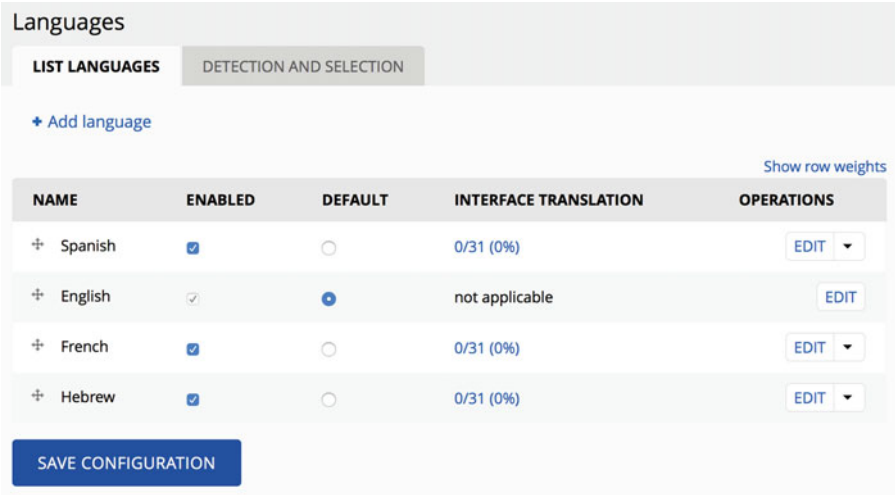 Languages
LIST LANGUAGES DETECTION AND SELECTION
+ Add language
Show row weights
NAME ENABLED DEFAULT INTERFACE TRANSLATION OPERATIONS
Spanish 0/31 (0%) EDIT
English not applicable EDIT
French 0/31 (0%) EDIT
Hebrew 0/31 (0%) EDIT
SAVE CONFIGURATION